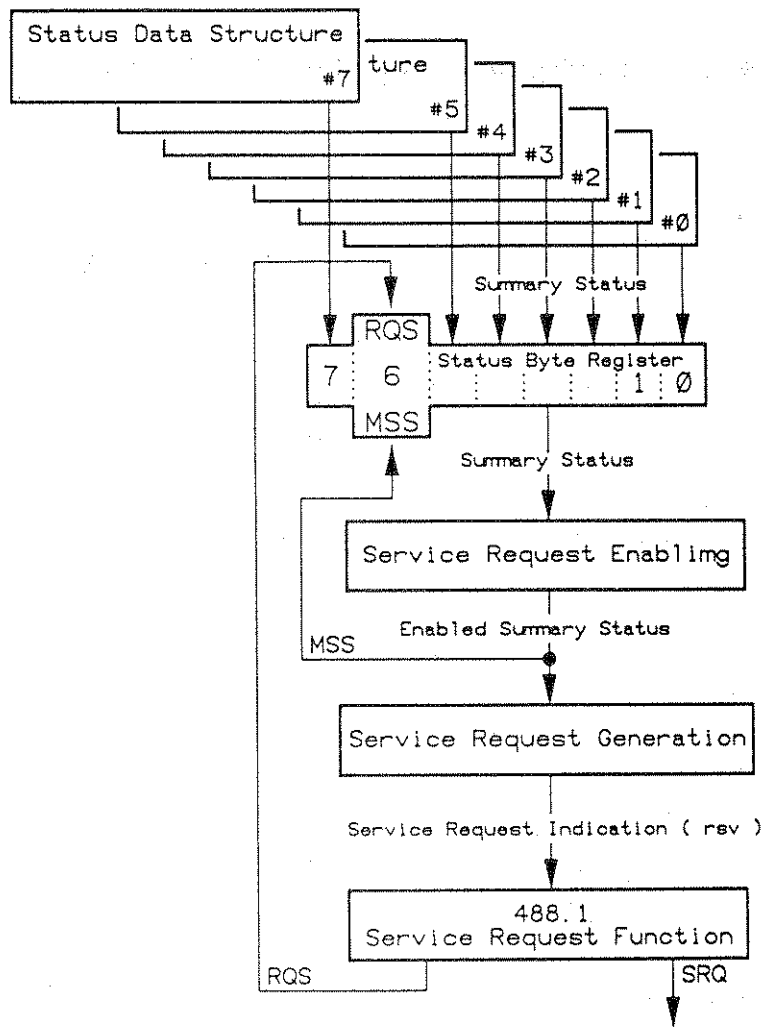 Status Data Structure
#7
ture
#5
#4
#3
#2
#1
#Ø
Summary Status
RQS
Status Byte Register
7
6
1
Ø
MSS
Summary Status
Service Request Enablimg
Enabled Summary Status
MSS
Service Request Generation
Service Request Indication ( rsv )
488.1
Service Request Function
RQS
SRQ